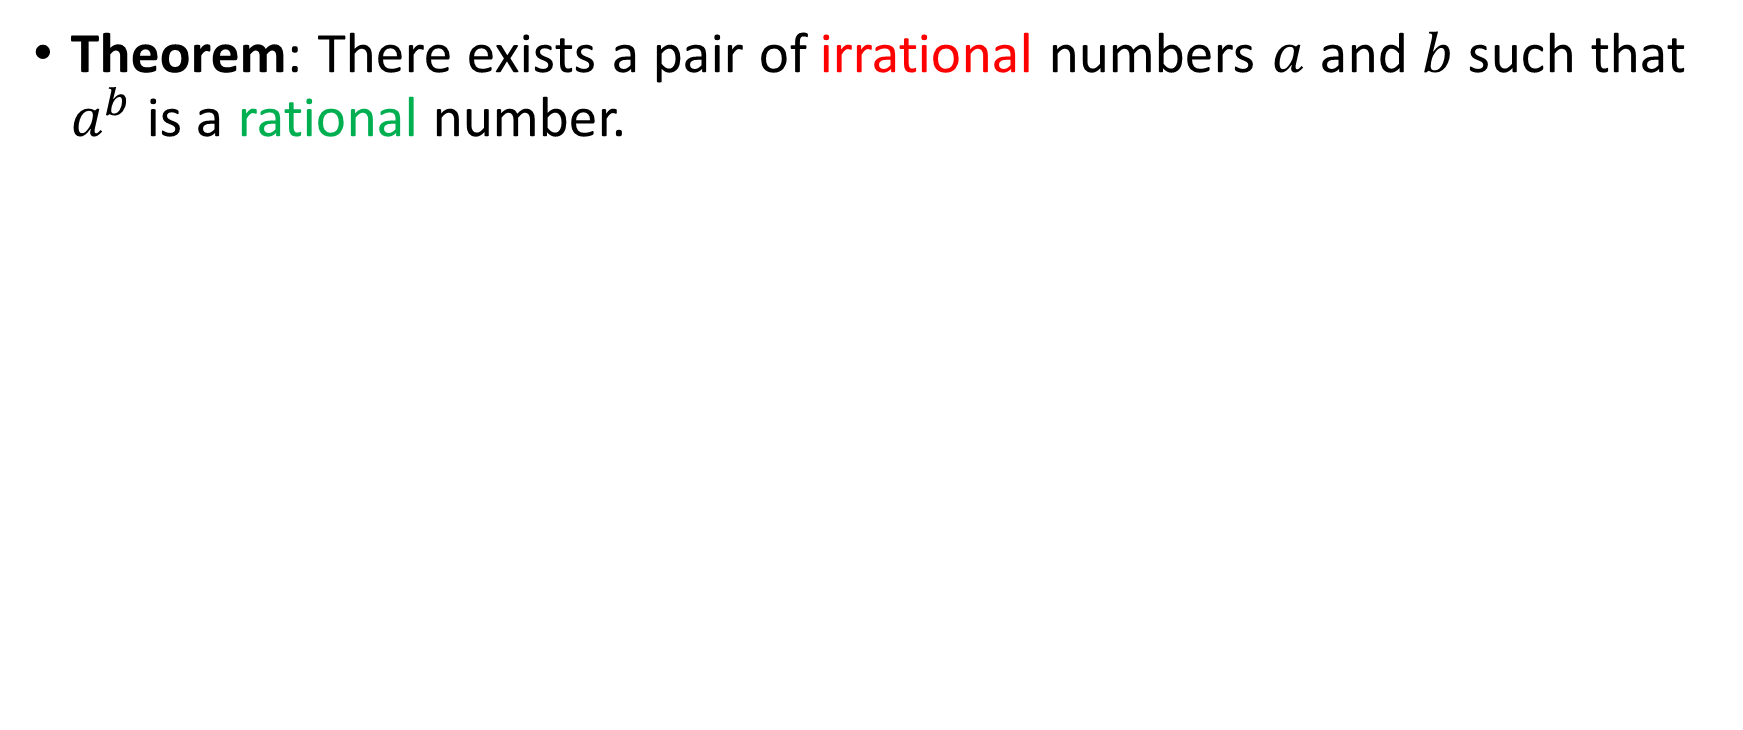 • Theorem: There exists a pair of irrational numbers a and b such that
a^b is a rational number.